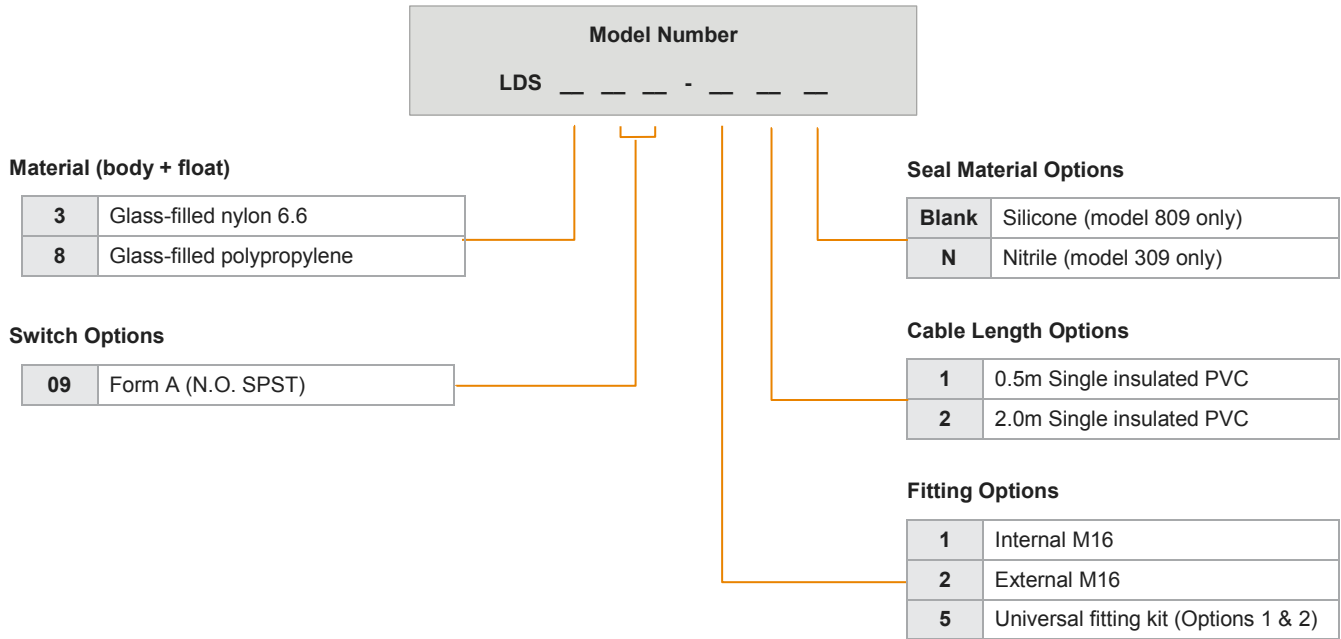 Model Number
LDS __ __ __ - __ __ __
Material (body + float)
3 Glass-filled nylon 6.6
8 Glass-filled polypropylene
Switch Options
09 Form A (N.O. SPST)
Seal Material Options
Blank Silicone (model 809 only)
N Nitrile (model 309 only)
Cable Length Options
1 0.5m Single insulated PVC
2 2.0m Single insulated PVC
Fitting Options
1 Internal M16
2 External M16
5 Universal fitting kit (Options 1 & 2)